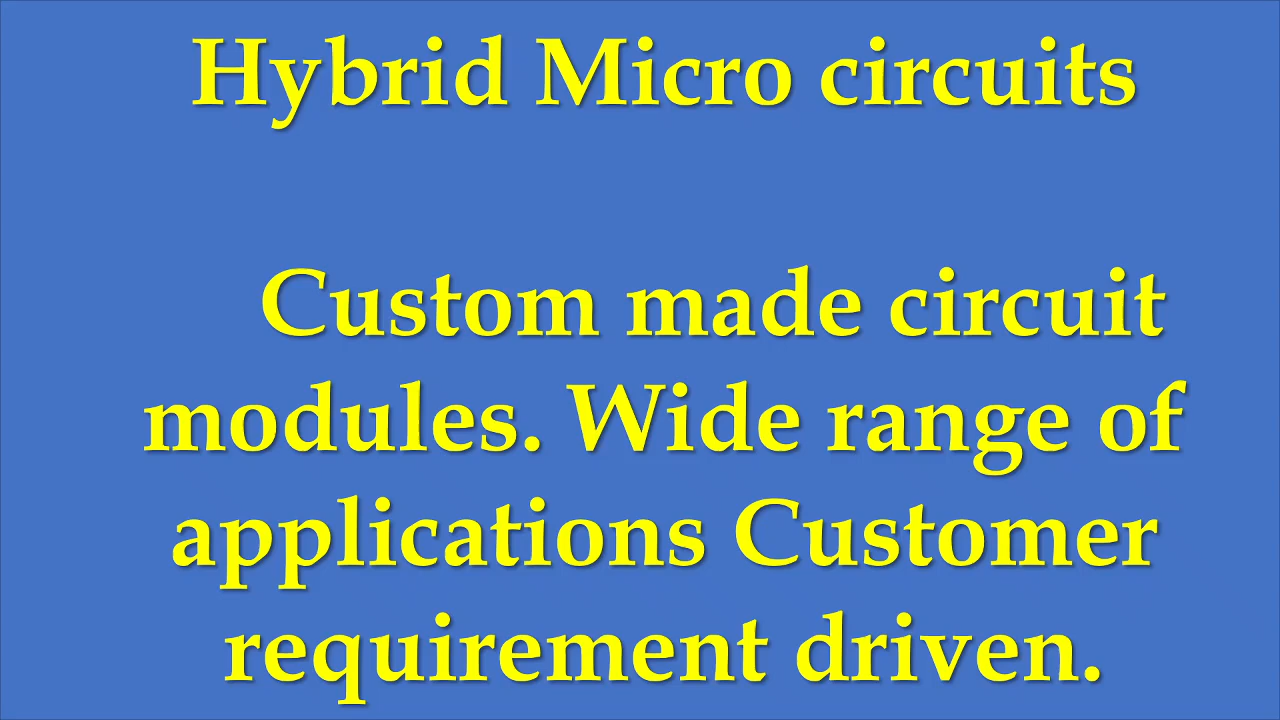 Hybrid Micro circuits
Custom made circuit
modules. Wide range of
applications Customer
requirement driven.